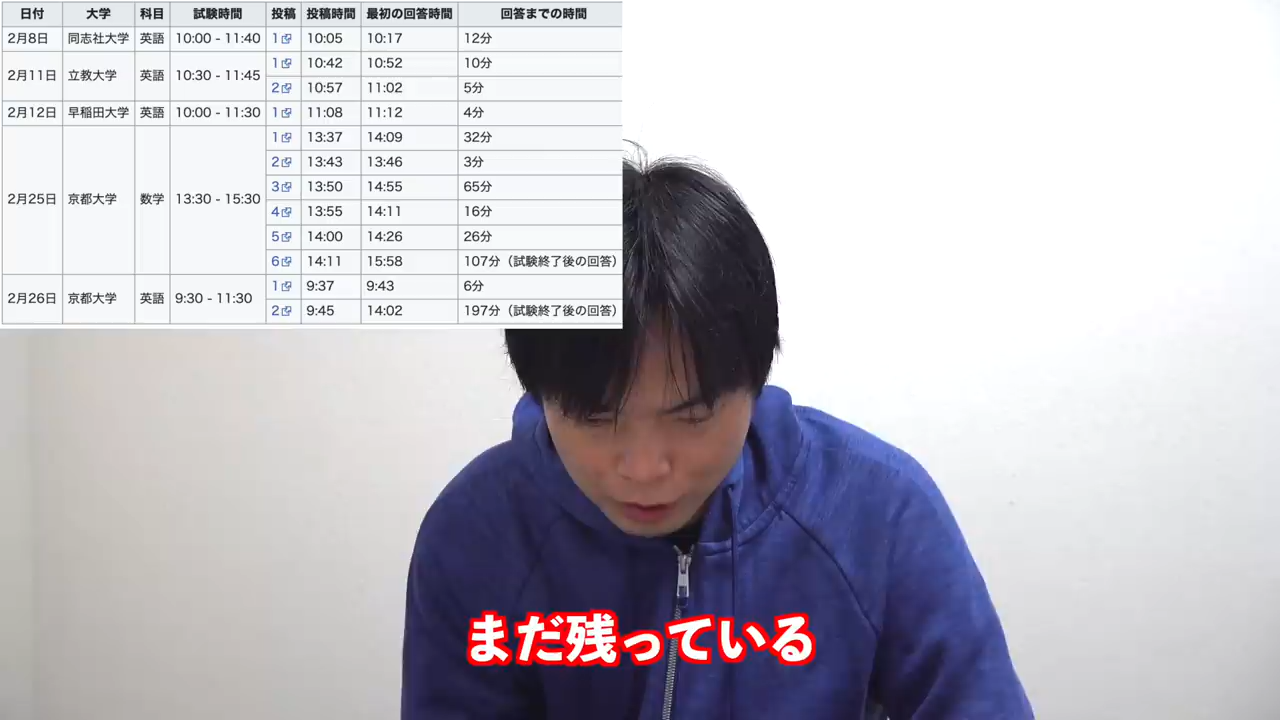 日付 大学 科目 試験時間 投稿 投稿時間 最初の回答時間 回答までの時間
2月8日 同志社大学 英語 10:00 - 11:40 1 10:05 10:17 12分
2月11日 立教大学 英語 10:30 - 11:45 1 10:42 10:52 10分
2 10:57 11:02 5分
2月12日 早稲田大学 英語 10:00 - 11:30 1 11:08 11:12 4分
2月25日 京都大学 数学 13:30 - 15:30 1 13:37 14:09 32分
2 13:43 13:46 3分
3 13:50 14:55 65分
4 13:55 14:11 16分
5 14:00 14:26 26分
6 14:11 15:58 107分（試験終了後の回答）
2月26日 京都大学 英語 9:30 - 11:30 1 9:37 9:43 6分
2 9:45 14:02 197分（試験終了後の回答）
まだ残っている